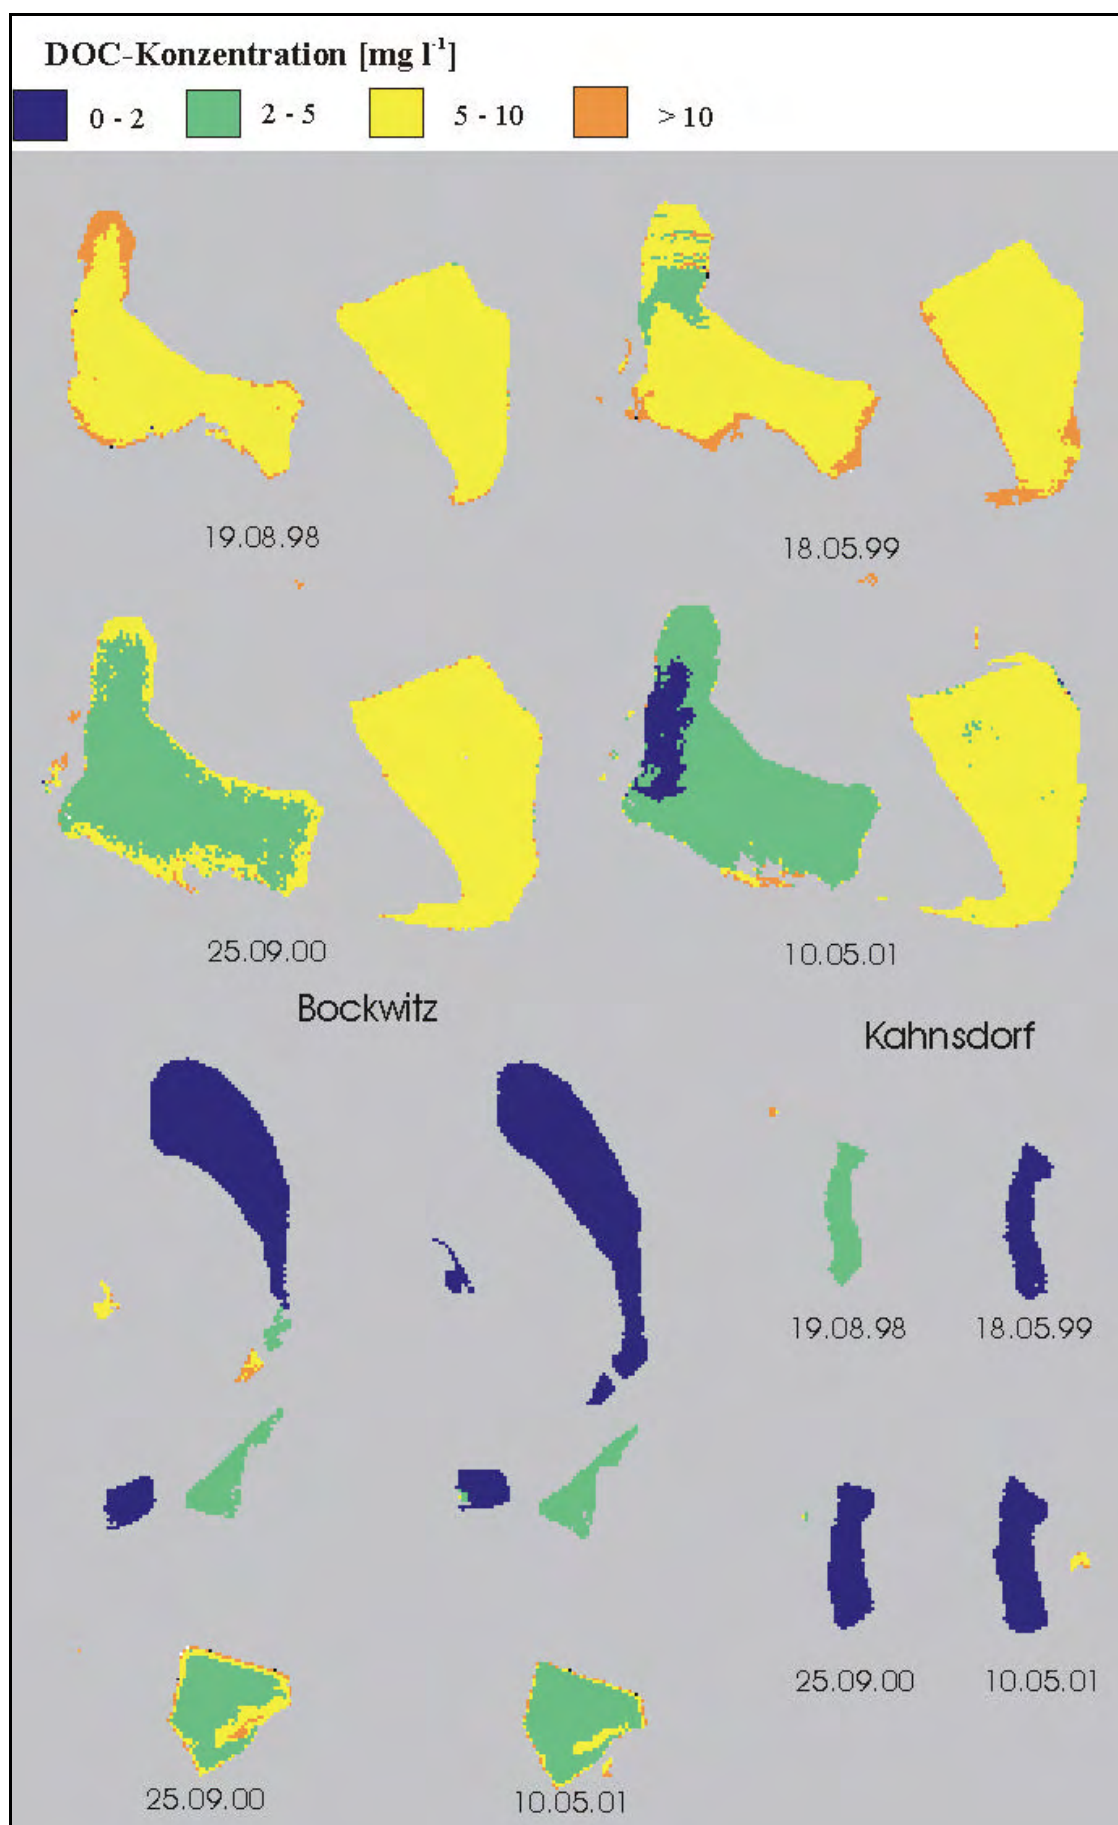 DOC-Konzentration [mg l⁻¹]
0 - 2 2 - 5 5 - 10 > 10
19.08.98
18.05.99
25.09.00
10.05.01
Bockwitz
Kahnsdorf
19.08.98 18.05.99
25.09.00 10.05.01
25.09.00 10.05.01